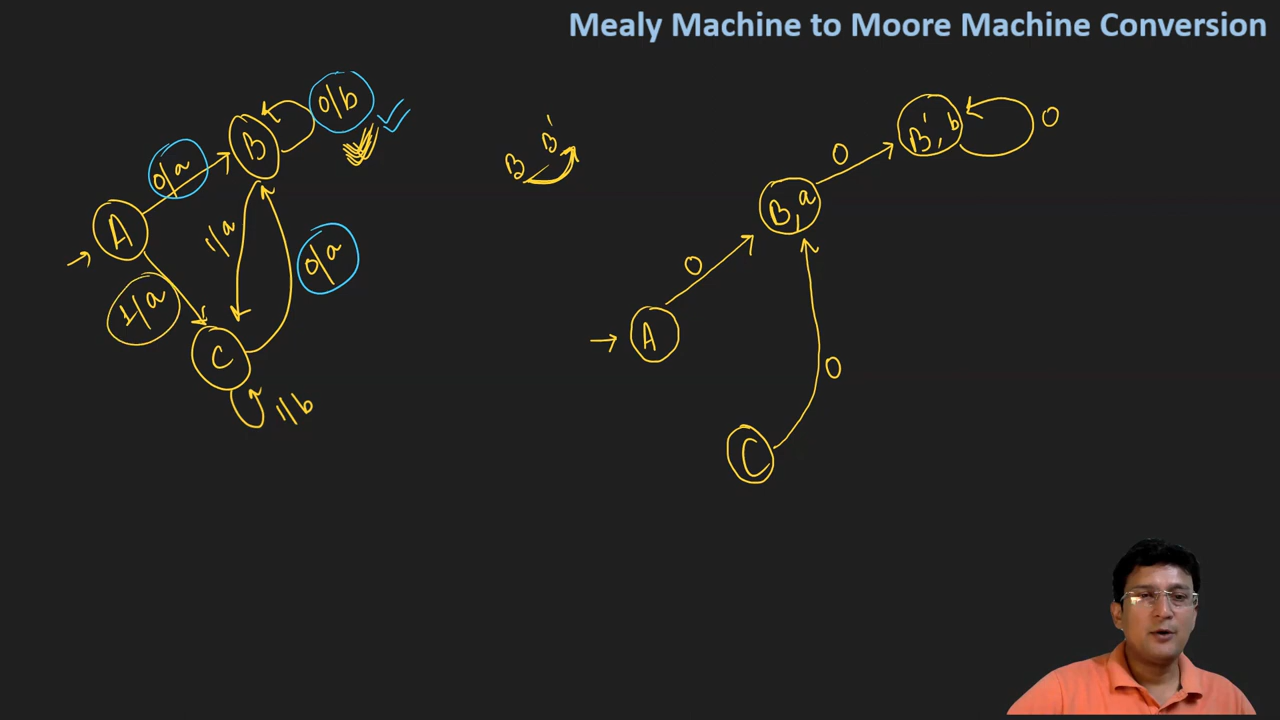 Mealy Machine to Moore Machine Conversion
0/b
B
0/a
A
1/a
0/a
1/a
C
1/b
B B'
B', b
0
0
B, a
0
A
0
C